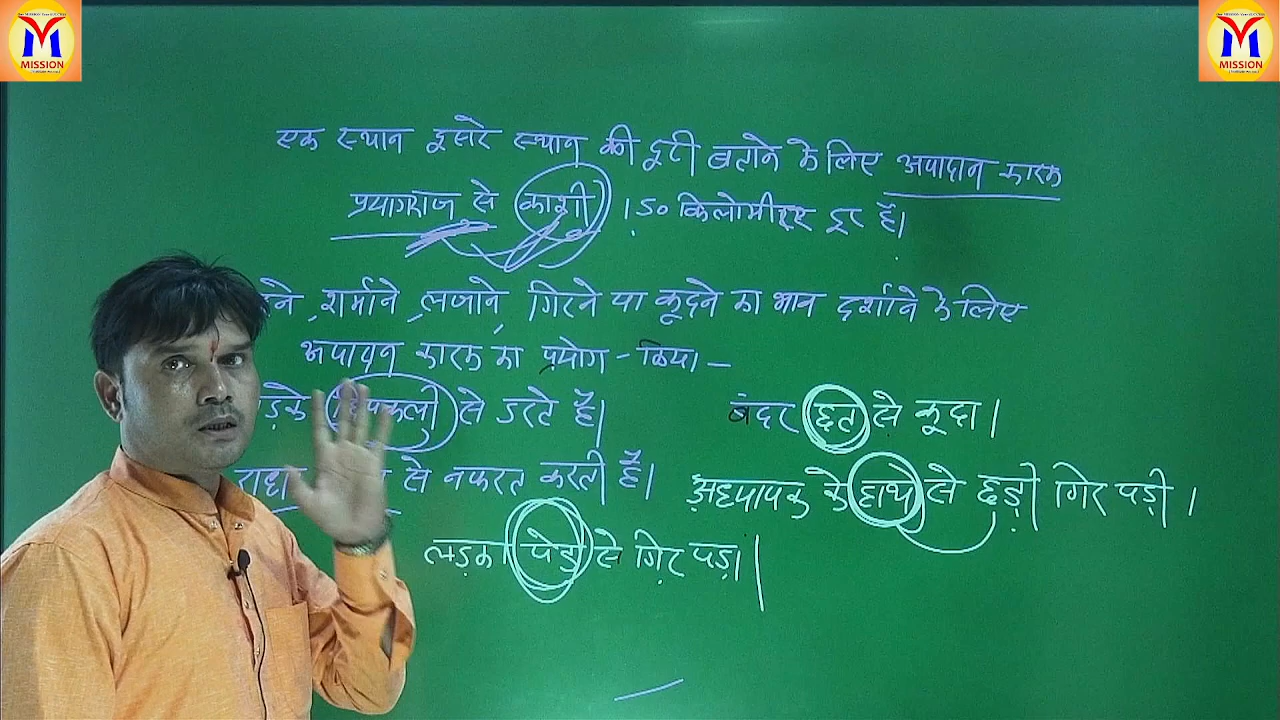 MISSION
MISSION
एक स्थान दूसरे स्थान की दूरी बताने के लिए अपादान कारक
प्रयागराज से काशी 150 किलोमीटर दूर है।
शर्माने, लजाने, गिरने या कूदने का भाव दर्शाने के लिए
अपादान कारक का प्रयोग - किया -
छिपकली से डरते हैं।
बंदर छत से कूदा।
राधा से नफरत करती है।
अध्यापक के हाथ से छड़ी गिर पड़ी।
लड़का पेड़ से गिर पड़ा।